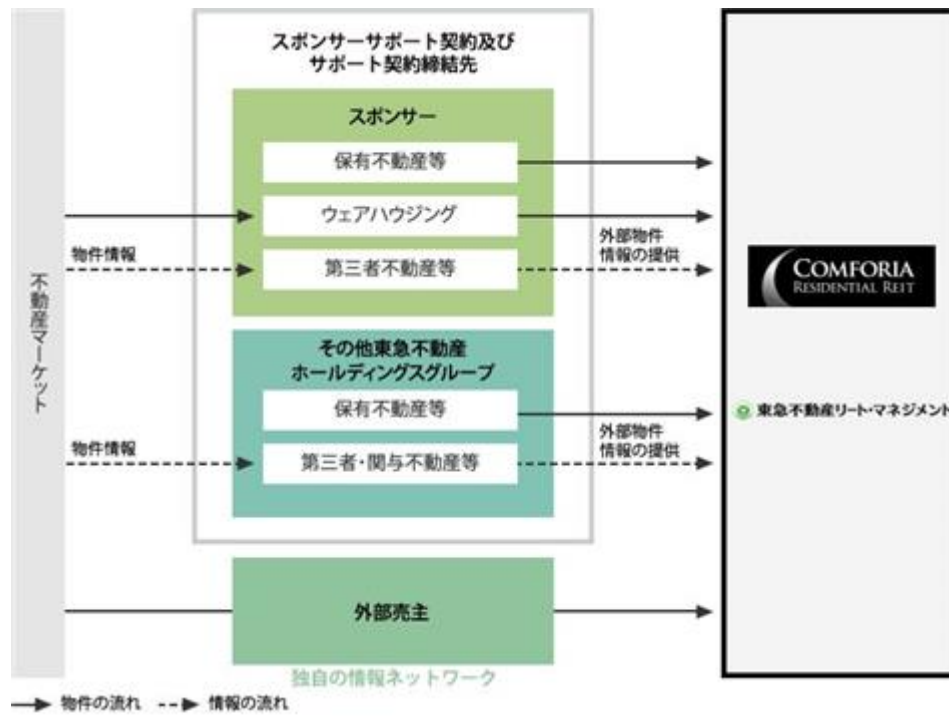 スポンサーサポート契約及び
サポート契約締結先
スポンサー
保有不動産等
ウェアハウジング
物件情報
第三者不動産等
外部物件
情報の提供
不動産マーケット
COMFORIA
RESIDENTIAL REIT
その他東急不動産
ホールディングスグループ
保有不動産等
東急不動産リート・マネジメント
物件情報
第三者・関与不動産等
外部物件
情報の提供
外部売主
独自の情報ネットワーク
物件の流れ
情報の流れ